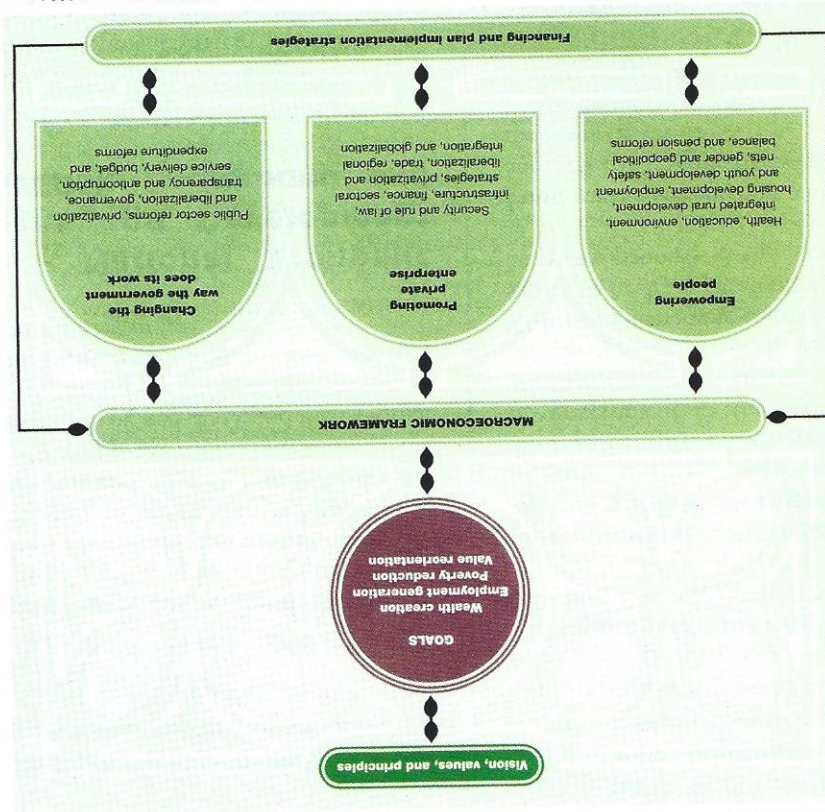 Vision, values, and principles
GOALS
Wealth creation
Employment generation
Poverty reduction
Value reorientation
MACROECONOMIC FRAMEWORK
Empowering
people
Health, education, environment,
integrated rural development,
housing development, employment
and youth development, safety
nets, gender and geopolitical
balance, and pension reforms
Promoting
private
enterprise
Security and rule of law,
infrastructure, finance, sectoral
strategies, privatization and
liberalization, trade, regional
integration, and globalization
Changing the
way the government
does its work
Public sector reforms, privatization
and liberalization, governance,
transparency and anticorruption,
service delivery, budget, and
expenditure reforms
Financing and plan implementation strategies